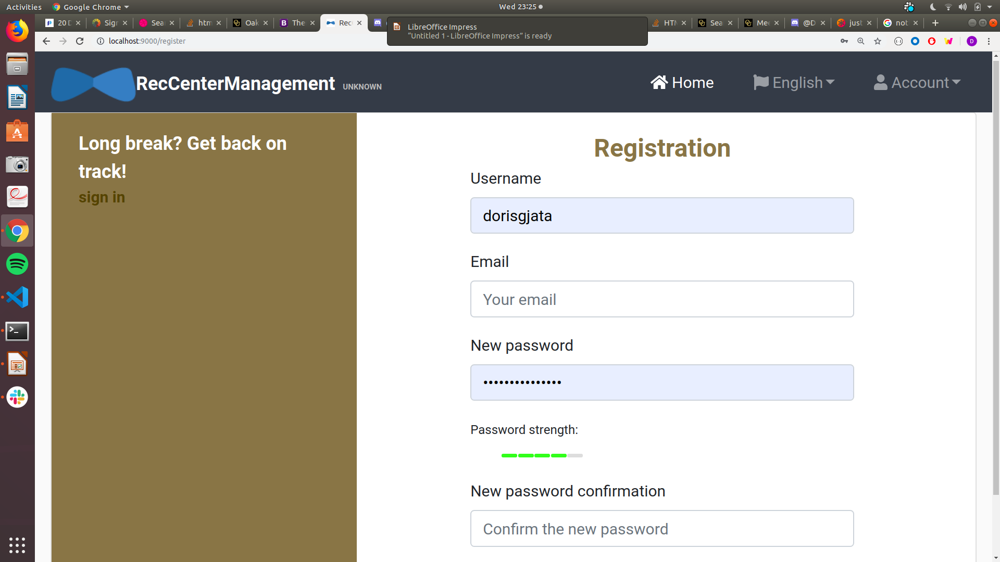 Activities
Google Chrome
Wed 23:25
20 D
Sign
Sea
htm
Oak
The
Rec
HTM
Sea
Mee
@D
just
not
LibreOffice Impress
“Untitled 1 - LibreOffice Impress” is ready
localhost:9000/register
D
RecCenterManagement UNKNOWN
Home
English
Account
Long break? Get back on
track!
sign in
Registration
Username
dorisgjata
Email
Your email
New password
•••••••••••••••
Password strength:
New password confirmation
Confirm the new password